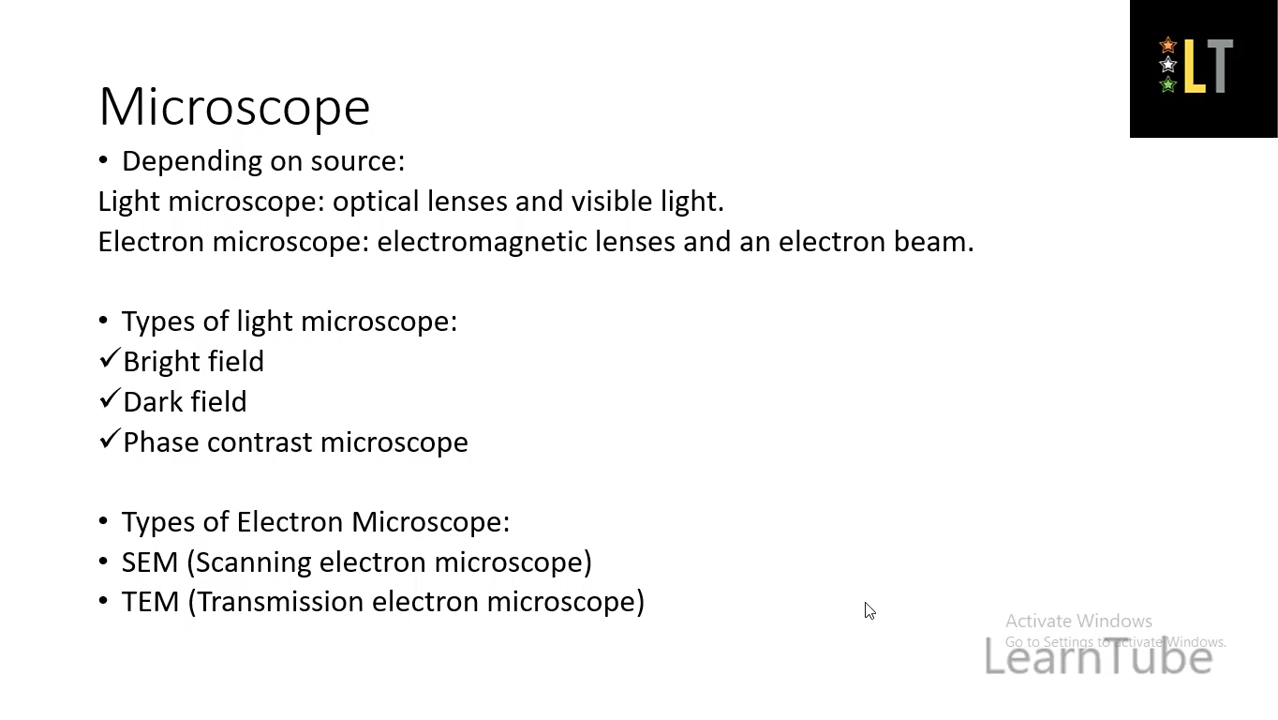 LT
Microscope
• Depending on source:
Light microscope: optical lenses and visible light.
Electron microscope: electromagnetic lenses and an electron beam.
• Types of light microscope:
✓Bright field
✓Dark field
✓Phase contrast microscope
• Types of Electron Microscope:
• SEM (Scanning electron microscope)
• TEM (Transmission electron microscope)
Activate Windows
Go to Settings to activate Windows.
LearnTube